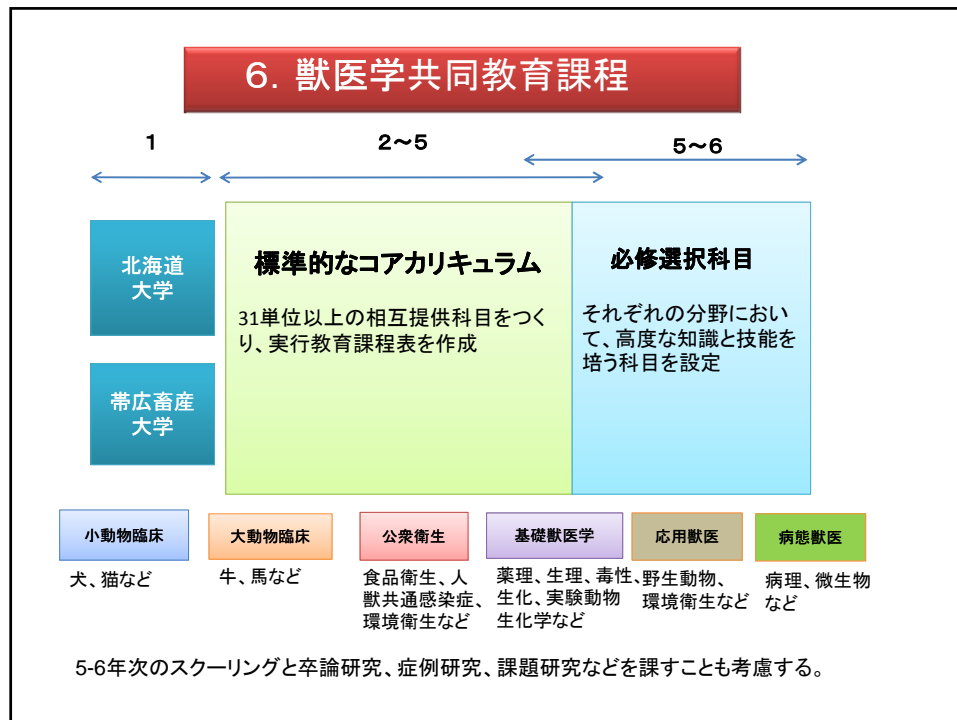 6. 獣医学共同教育課程
1
2～5
5～6
北海道
大学
帯広畜産
大学
標準的なコアカリキュラム
31単位以上の相互提供科目をつく
り、実行教育課程表を作成
必修選択科目
それぞれの分野におい
て、高度な知識と技能を
培う科目を設定
小動物臨床
犬、猫など
大動物臨床
牛、馬など
公衆衛生
食品衛生、人
獣共通感染症、
環境衛生など
基礎獣医学
薬理、生理、毒性、
生化、実験動物
生化学など
応用獣医
野生動物、
環境衛生など
病態獣医
病理、微生物
など
5-6年次のスクーリングと卒論研究、症例研究、課題研究などを課すことも考慮する。